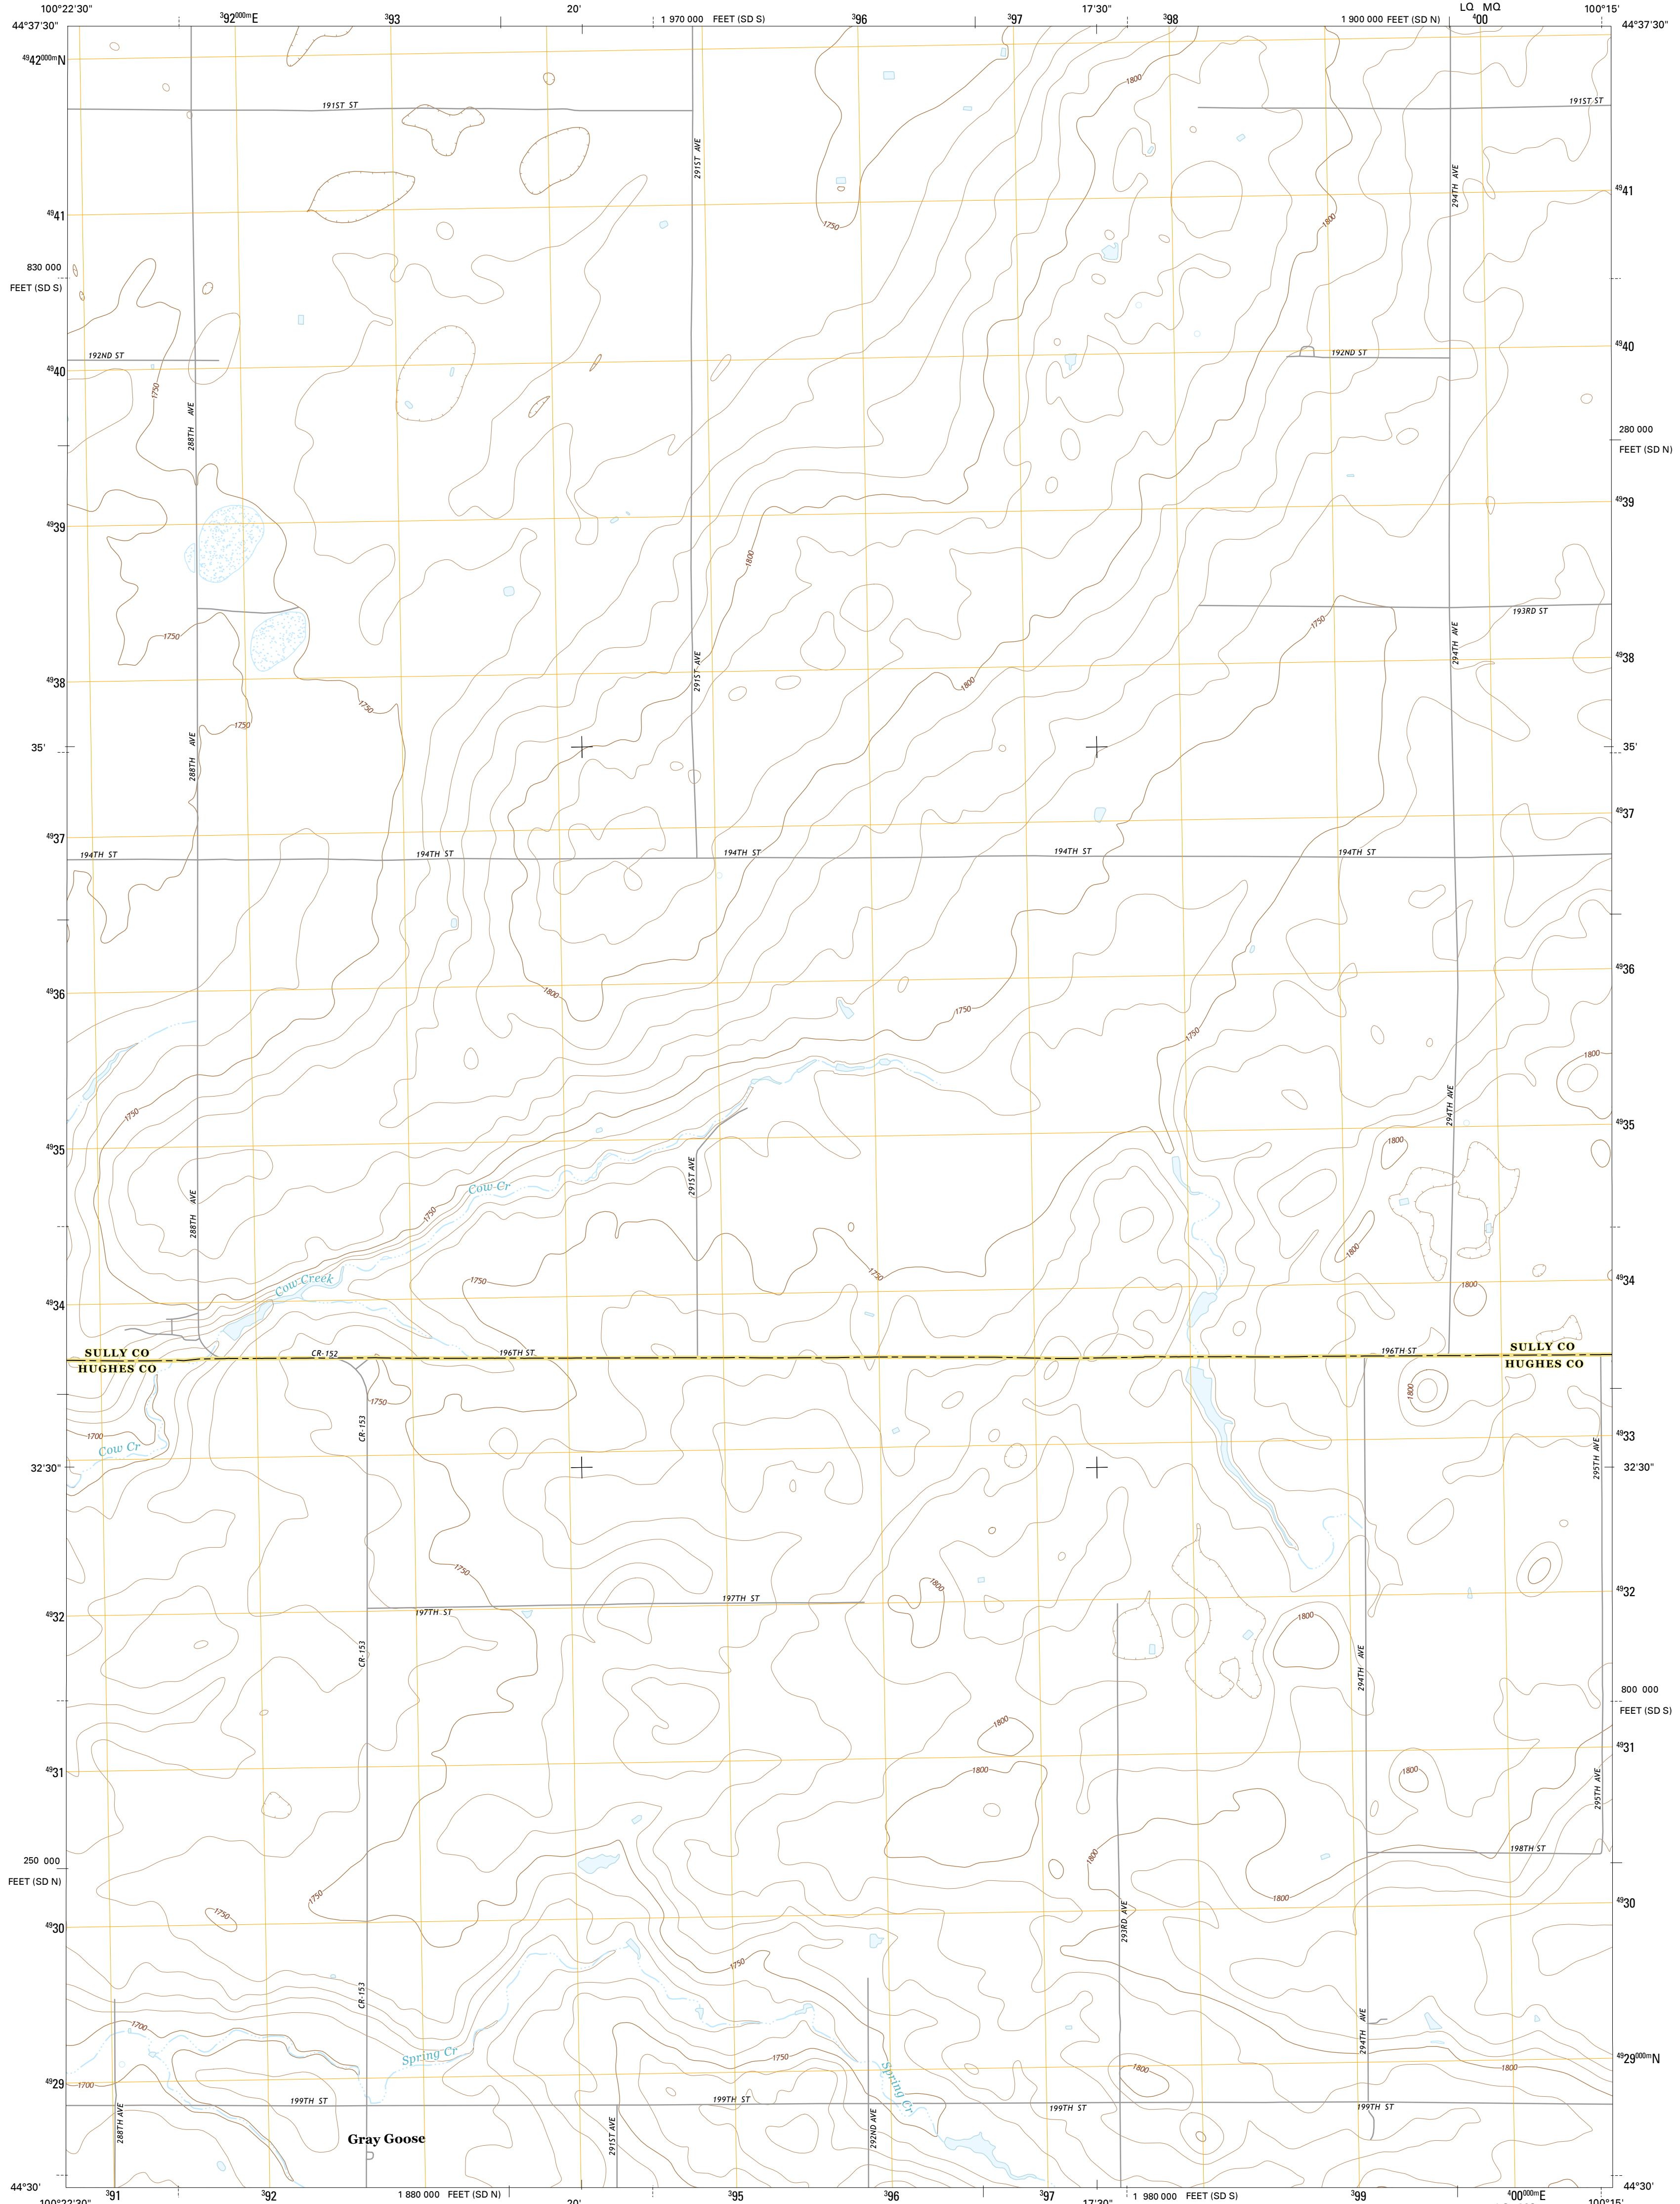 100°22'30"
³92⁰⁰⁰ᵐE
³93
20'
1 970 000 FEET (SD S)
³96
³97
17'30"
³98
1 900 000 FEET (SD N)
LQ MQ
⁴00
100°15'
44°37'30"
44°37'30"
⁴⁹42⁰⁰⁰ᵐN
1800
191ST ST
191ST ST
291ST AVE
294TH AVE
⁴⁹41
⁴⁹41
1750
1800
830 000
FEET (SD S)
192ND ST
192ND ST
⁴⁹40
⁴⁹40
1750
288TH AVE
280 000
FEET (SD N)
⁴⁹39
⁴⁹39
1800
193RD ST
1750
1750
291ST AVE
294TH AVE
⁴⁹38
⁴⁹38
1800
1750
1750
288TH AVE
35'
35'
⁴⁹37
⁴⁹37
194TH ST
194TH ST
194TH ST
194TH ST
194TH ST
⁴⁹36
⁴⁹36
1800
1750
1750
1800
1750
294TH AVE
⁴⁹35
⁴⁹35
1800
291ST AVE
Cow Cr
288TH AVE
1750
1800
Cow Creek
1750
1750
1800
⁴⁹34
⁴⁹34
SULLY CO
HUGHES CO
CR-152
196TH ST
196TH ST
SULLY CO
HUGHES CO
1750
1800
CR-153
1700
Cow Cr
⁴⁹33
295TH AVE
32'30"
32'30"
1750
1800
⁴⁹32
⁴⁹32
197TH ST
197TH ST
1800
CR-153
294TH AVE
800 000
FEET (SD S)
1800
⁴⁹31
⁴⁹31
1800
1800
295TH AVE
198TH ST
250 000
FEET (SD N)
1800
1750
1800
1750
⁴⁹30
⁴⁹30
293RD AVE
1750
CR-153
1700
294TH AVE
Spring Cr
1750
Spring Cr
1800
1800
⁴⁹29⁰⁰⁰ᵐN
⁴⁹29
1700
199TH ST
199TH ST
199TH ST
199TH ST
288TH AVE
291ST AVE
292ND AVE
Gray Goose
44°30'
44°30'
100°22'30"
³91
³92
1 880 000 FEET (SD N)
20'
³95
³96
³97
17'30"
1 980 000 FEET (SD S)
³99
⁴00⁰⁰⁰ᵐE
100°15'